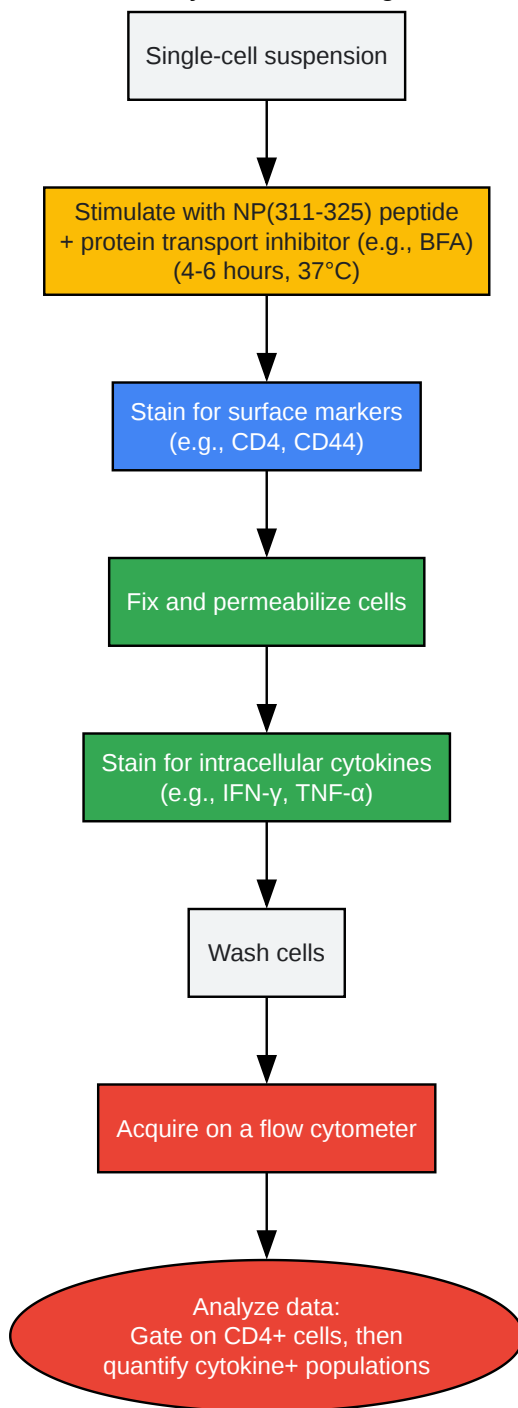 Single-cell suspension
Stimulate with NP(311-325) peptide
+ protein transport inhibitor (e.g., BFA)
(4-6 hours, 37°C)
Stain for surface markers
(e.g., CD4, CD44)
Fix and permeabilize cells
Stain for intracellular cytokines
(e.g., IFN-γ, TNF-α)
Wash cells
Acquire on a flow cytometer
Analyze data:
Gate on CD4+ cells, then
quantify cytokine+ populations